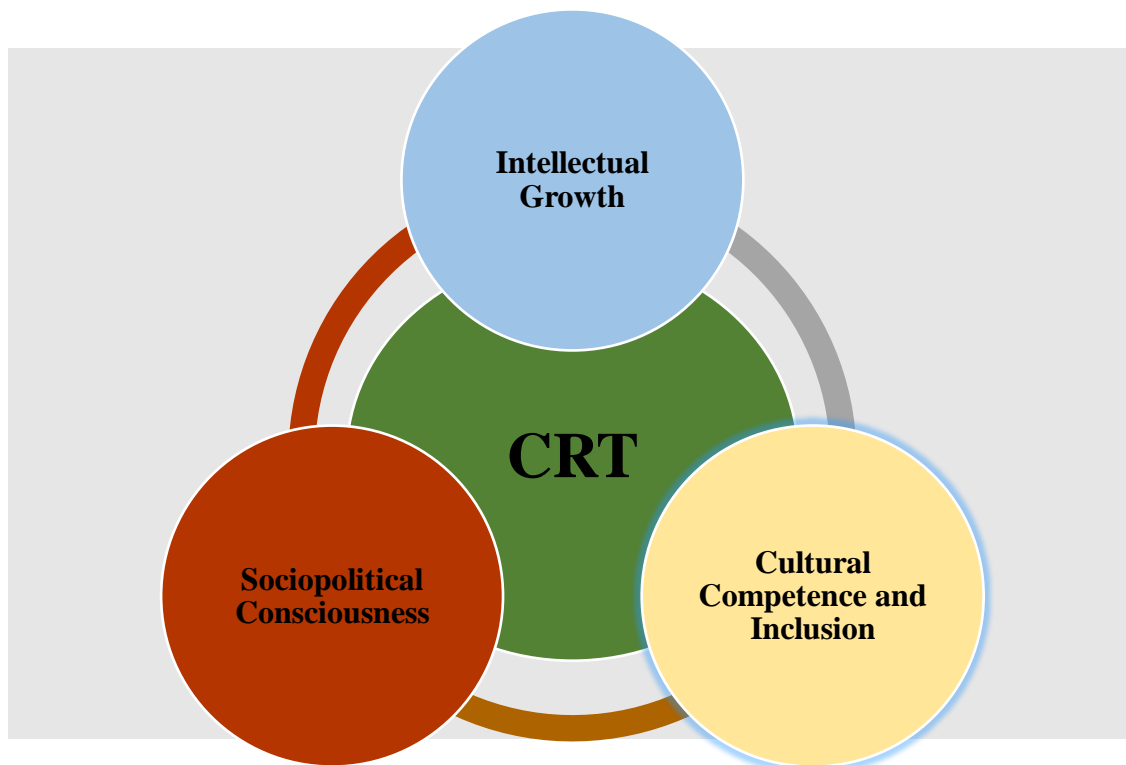 Intellectual
Growth
CRT
Sociopolitical
Consciousness
Cultural
Competence and
Inclusion